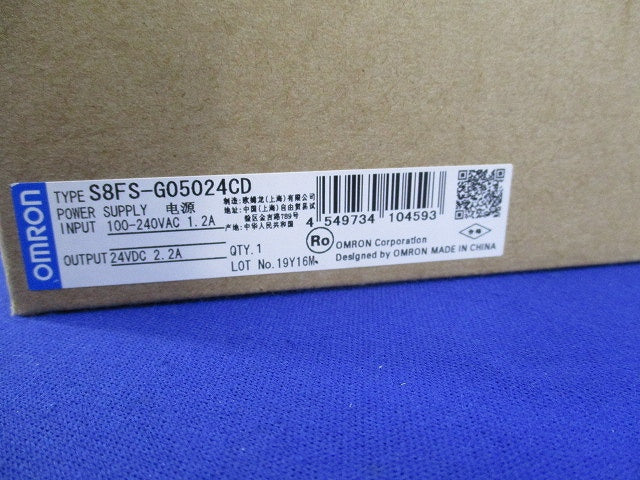 OMRON
TYPE S8FS-G05024CD
POWER SUPPLY 电源
INPUT 100-240VAC 1.2A
OUTPUT 24VDC 2.2A
制造: 欧姆龙(上海)有限公司
地址: 中国(上海)自由贸易试
验区金吉路789号
产地: 中华人民共和国
QTY. 1
LOT No. 19Y16M
4 549734 104593
Ro
OMRON Corporation
Designed by OMRON MADE IN CHINA